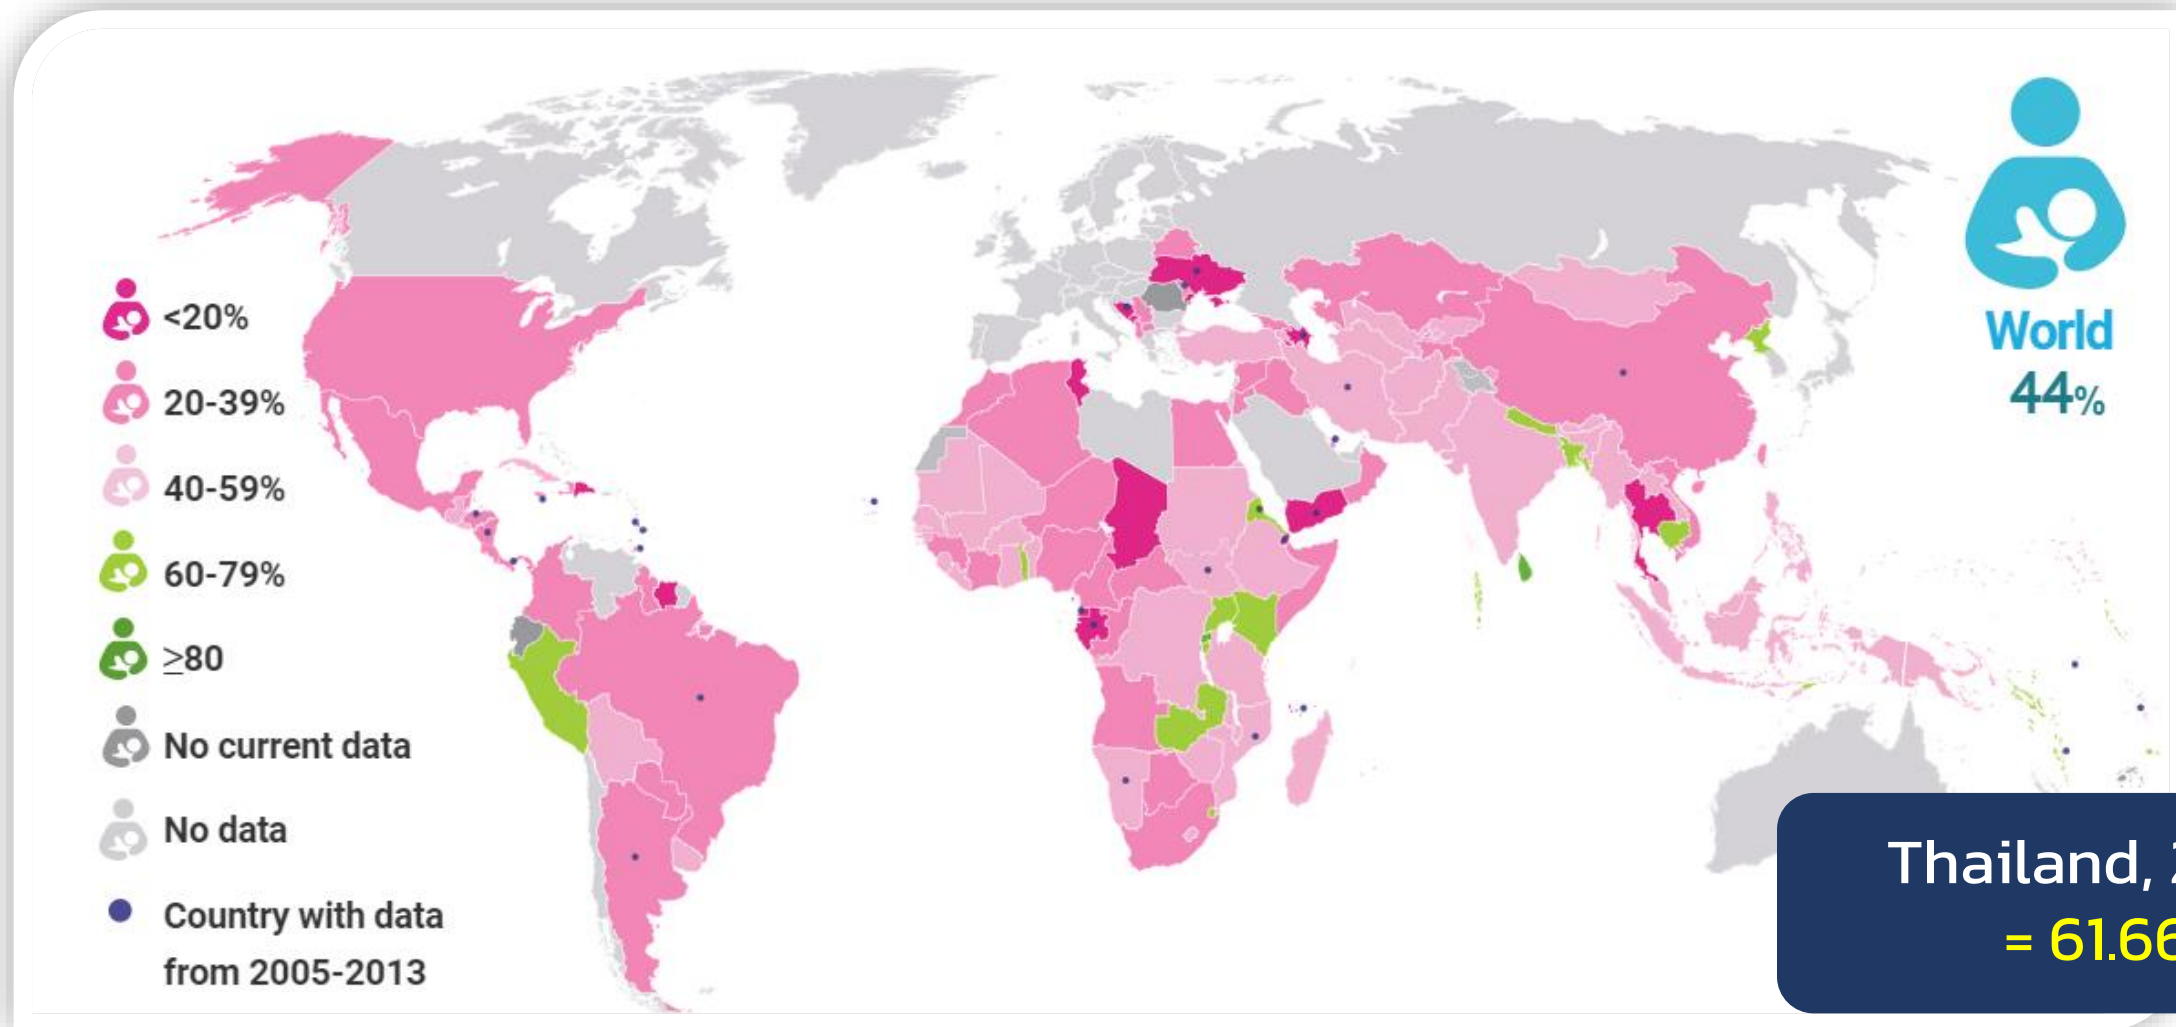 <20%
20-39%
40-59%
60-79%
≥80
No current data
No data
Country with data
from 2005-2013
World
44%
Thailand,
= 61.66